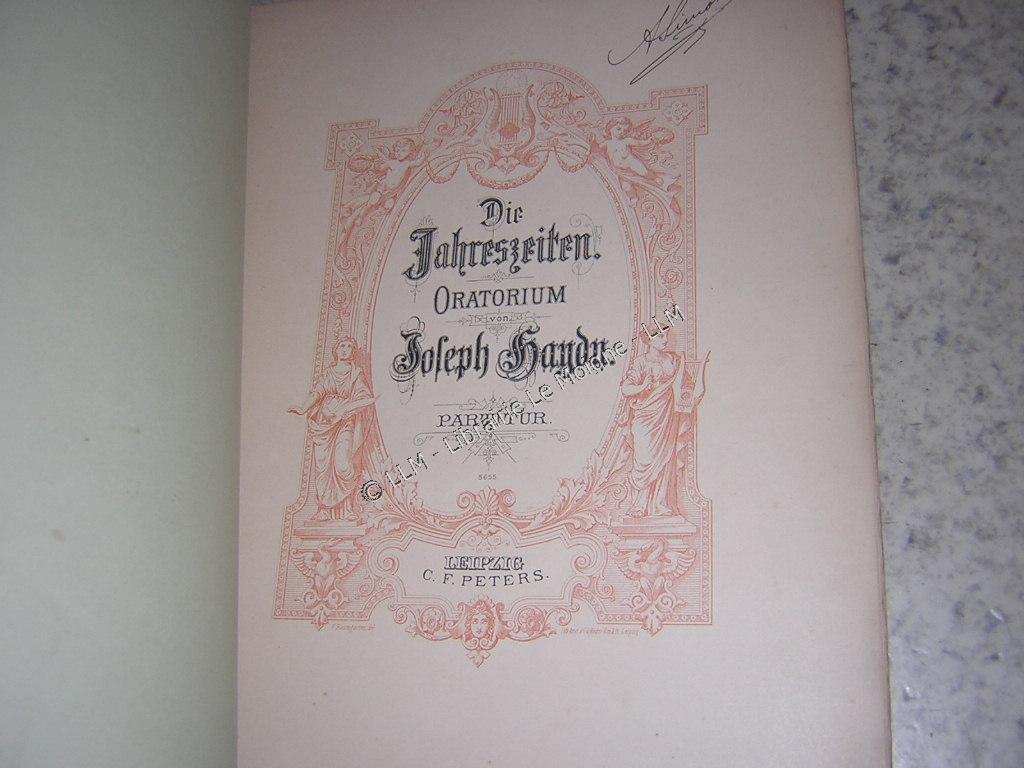 Die
Jahreszeiten.
ORATORIUM
von
Joseph Haydn.
PARTITUR.
5655
LEIPZIG
C. F. PETERS.
© LLM - Librairie Le Moigne - LLM